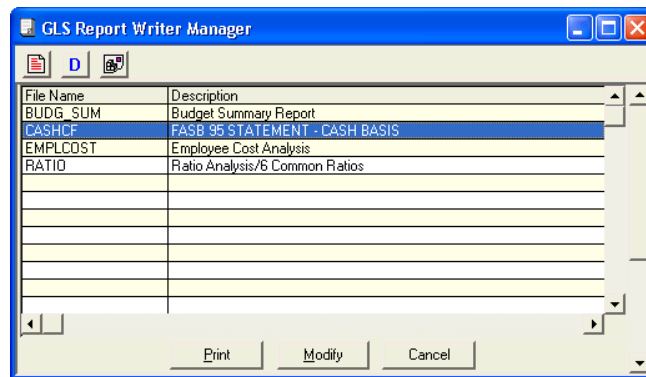 GLS Report Writer Manager
D
File Name Description
BUDG_SUM Budget Summary Report
CASHCF FASB 95 STATEMENT - CASH BASIS
EMPLCOST Employee Cost Analysis
RATIO Ratio Analysis/6 Common Ratios
Print Modify Cancel